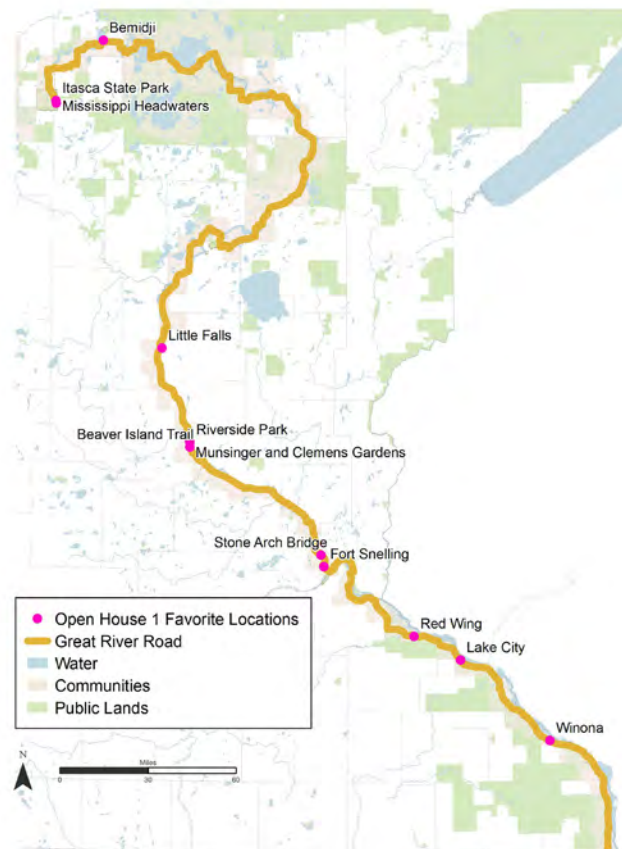 Bemidji
Itasca State Park
Mississippi Headwaters
Little Falls
Riverside Park
Beaver Island Trail
Munsinger and Clemens Gardens
Stone Arch Bridge
Fort Snelling
Red Wing
Lake City
Winona
Open House 1 Favorite Locations
Great River Road
Water
Communities
Public Lands
N
Miles
0 30 60